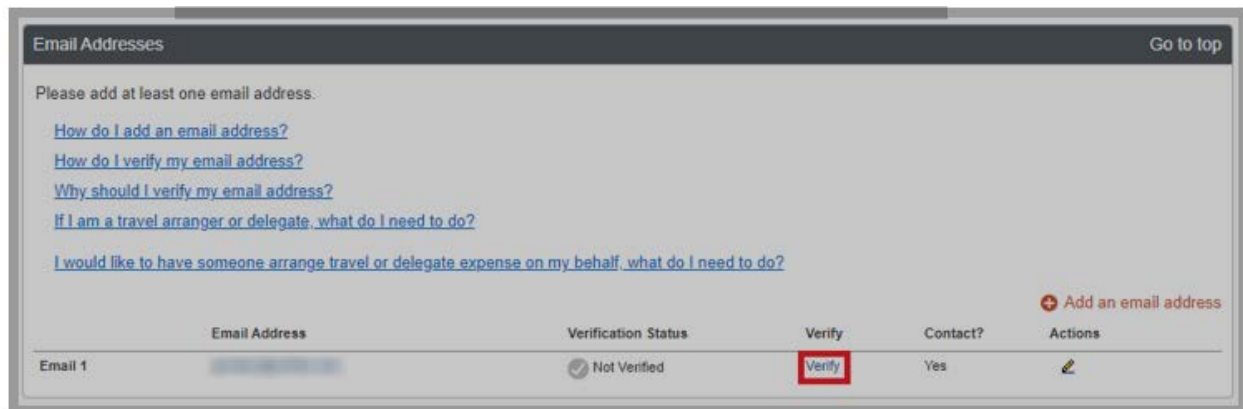 Email Addresses Go to top
Please add at least one email address.
How do I add an email address?
How do I verify my email address?
Why should I verify my email address?
If I am a travel arranger or delegate, what do I need to do?
I would like to have someone arrange travel or delegate expense on my behalf, what do I need to do?
Add an email address
Email Address Verification Status Verify Contact? Actions
Email 1 Not Verified Verify Yes